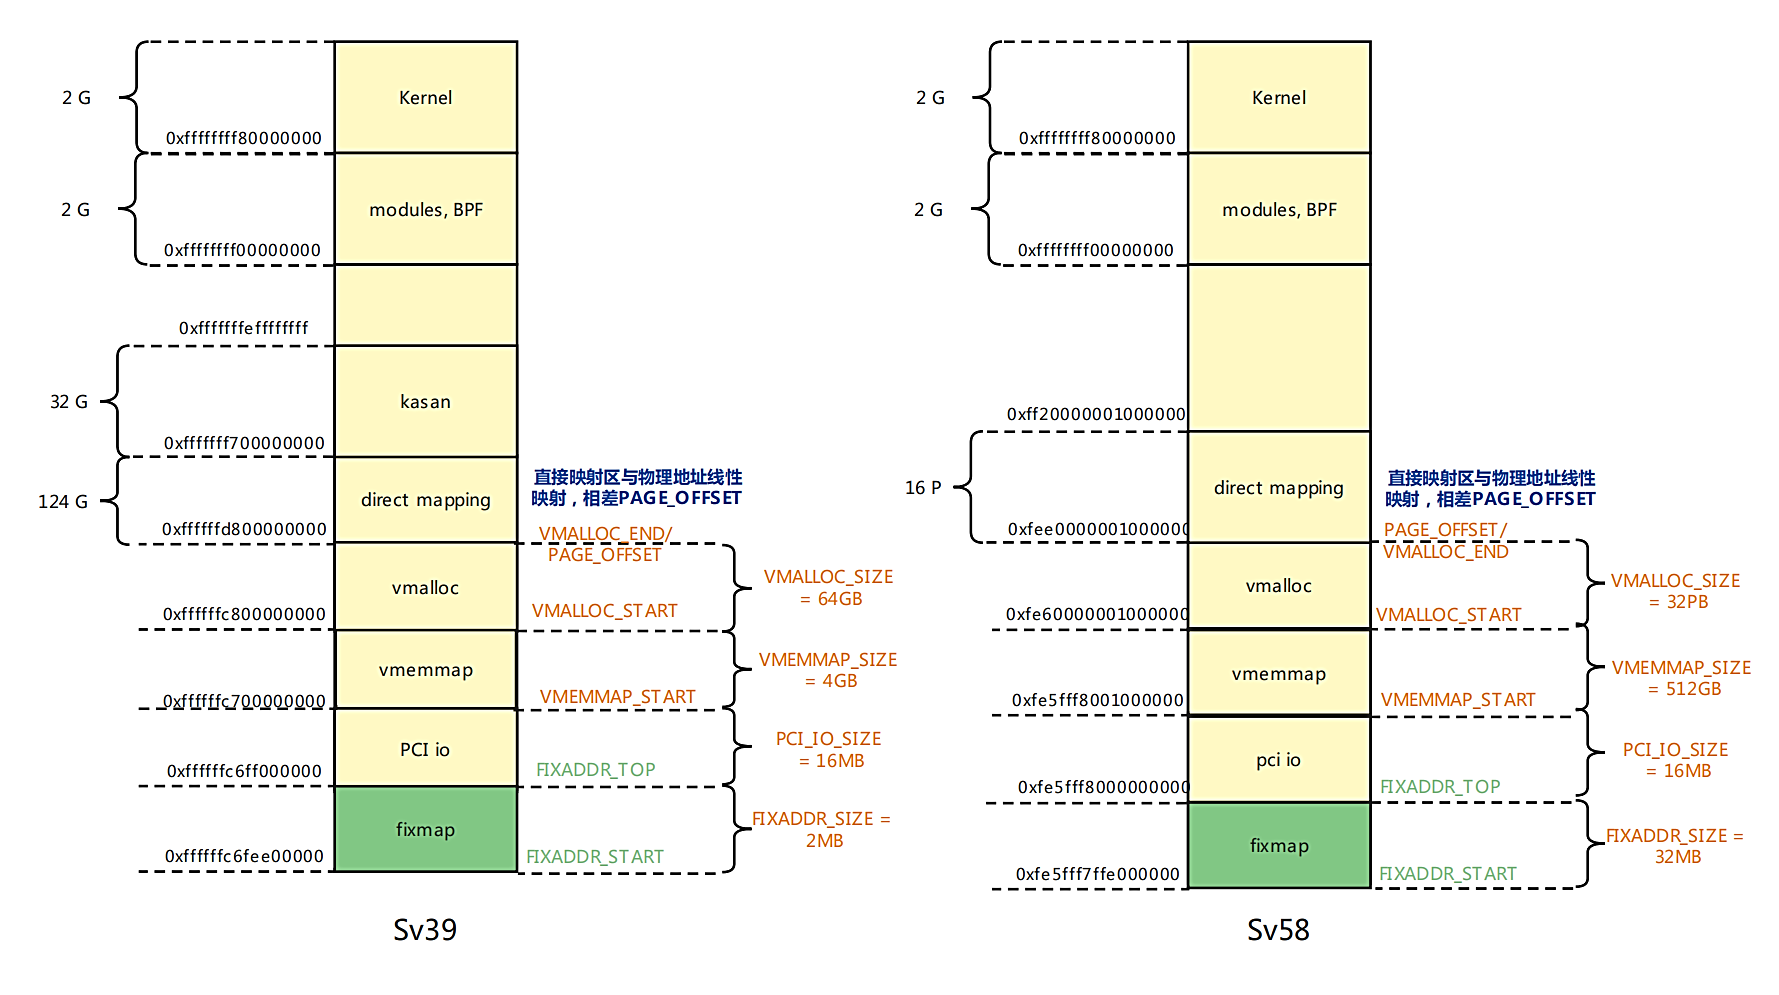 2 G
Kernel
0xffffffff80000000
2 G
modules, BPF
0xffffffff00000000
0xfffffffeffffffff
32 G
kasan
0xfffffff700000000
124 G
direct mapping
直接映射区与物理地址线性
映射，相差PAGE_OFFSET
0xffffffd800000000
VMALLOC_END/
PAGE_OFFSET
vmalloc
VMALLOC_SIZE
= 64GB
0xffffffc800000000
VMALLOC_START
vmemmap
VMEMMAP_SIZE
= 4GB
0xffffffc700000000
VMEMMAP_START
PCI io
PCI_IO_SIZE
= 16MB
0xffffffc6ff000000
FIXADDR_TOP
fixmap
FIXADDR_SIZE =
2MB
0xffffffc6fee00000
FIXADDR_START
Sv39
2 G
Kernel
0xffffffff80000000
2 G
modules, BPF
0xffffffff00000000
0xff20000001000000
16 P
direct mapping
直接映射区与物理地址线性
映射，相差PAGE_OFFSET
0xfee0000001000000
PAGE_OFFSET/
VMALLOC_END
vmalloc
VMALLOC_SIZE
= 32PB
0xfe60000001000000
VMALLOC_START
vmemmap
VMEMMAP_SIZE
= 512GB
0xfe5fff8001000000
VMEMMAP_START
pci io
PCI_IO_SIZE
= 16MB
0xfe5fff8000000000
FIXADDR_TOP
fixmap
FIXADDR_SIZE =
32MB
0xfe5fff7ffe000000
FIXADDR_START
Sv58